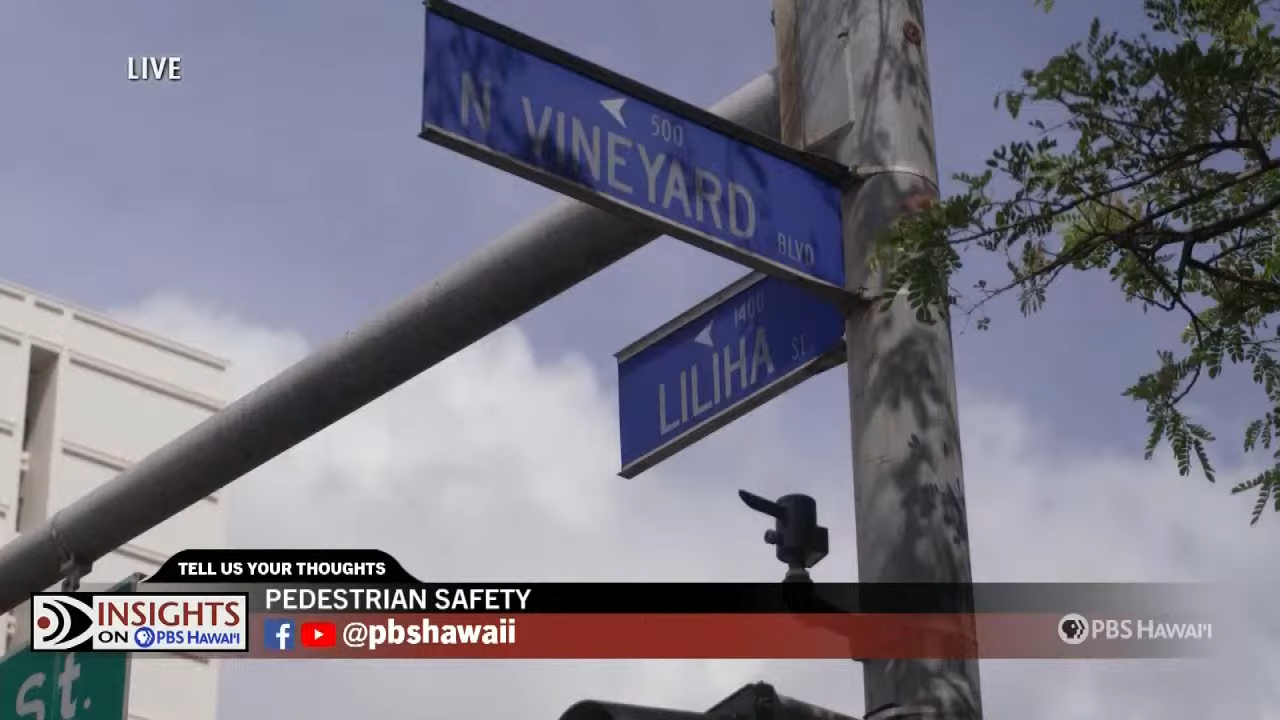 LIVE
500
N VINEYARD BLVD
1400
LILIHA ST
TELL US YOUR THOUGHTS
INSIGHTS
ON PBS HAWAI'I
PEDESTRIAN SAFETY
@pbshawaii
PBS HAWAI'I
St.